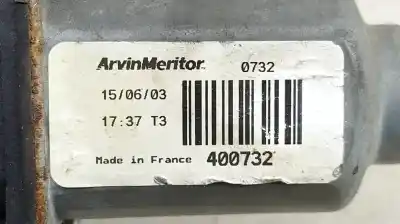 ArvinMeritor. 0732
15/06/03
17:37 T3
Made in France 400732